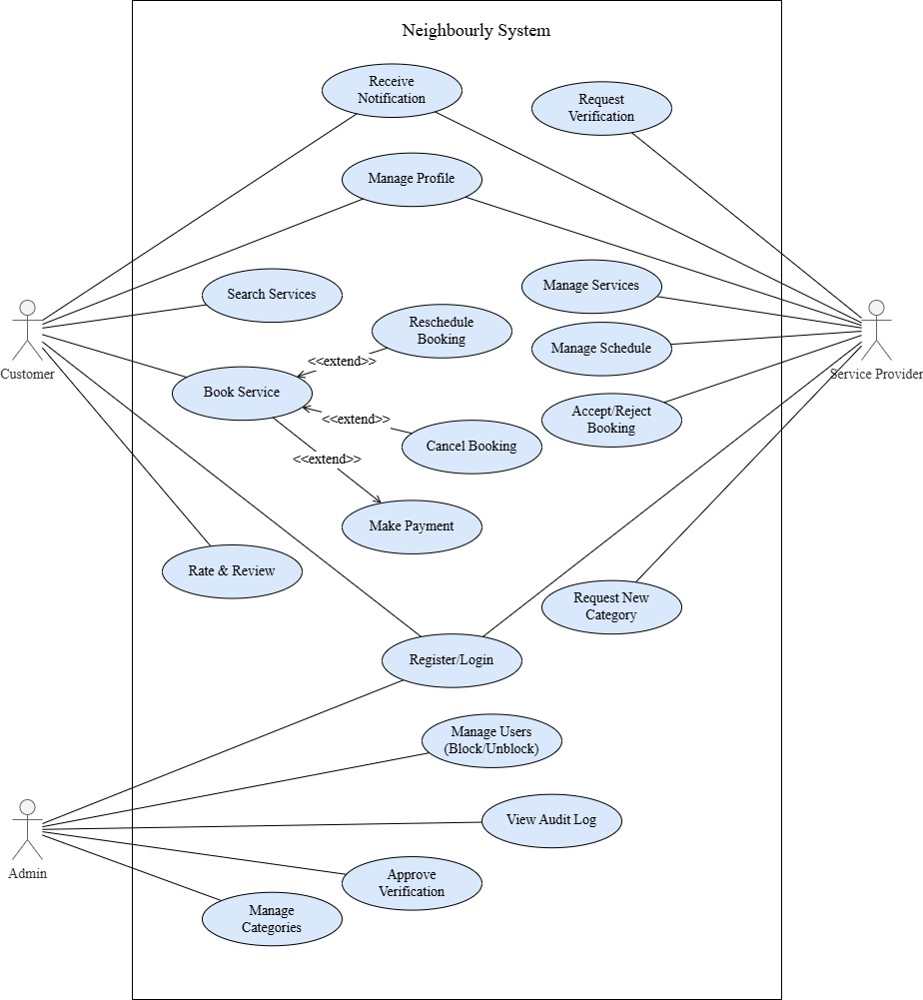 Neighbourly System
Receive
Notification
Request
Verification
Manage Profile
Search Services
Manage Services
Reschedule
Booking
Manage Schedule
<<extend>>
Customer
Service Provider
Book Service
Accept/Reject
Booking
<<extend>>
Cancel Booking
<<extend>>
Make Payment
Rate & Review
Request New
Category
Register/Login
Manage Users
(Block/Unblock)
View Audit Log
Admin
Approve
Verification
Manage
Categories